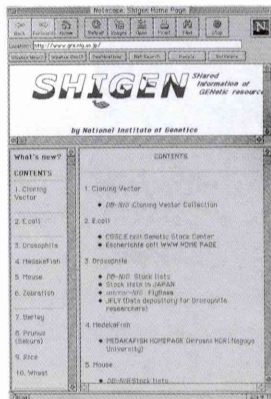 Netscape: Shigen Home Page
Back Forward Home Reload Images Open Print Find Stop
Location: http://www.grs.nig.ac.jp/
What's New? What's Cool? Destinations Net Search People Software
SHIGEN
SHared
Information of
GENetic resource
by National Institute of Genetics
What's new?
CONTENTS
1. Cloning
Vector
2. E.coli
3. Drosophila
4. Medakafish
5. Mouse
6. Zebrafish
7. Barley
8. Prunus
(Sakura)
9. Rice
10. Wheat
CONTENTS
1. Cloning Vector
DB-NIG Cloning Vector Collection
2. E.coli
CGSC:E.coli Genetic Stock Center
Escherichia coli WWW HOME PAGE
3. Drosophila
DB-NIG Stock lists
Stock lists in JAPAN
mirror-NIG Flylines
JFLY (Data depository for Drosophila
researchers)
4. Medakafish
MEDAKAFISH HOMEPAGE (Hiroshi HORI Nagoya
University)
5. Mouse
DB-NIG Stock lists